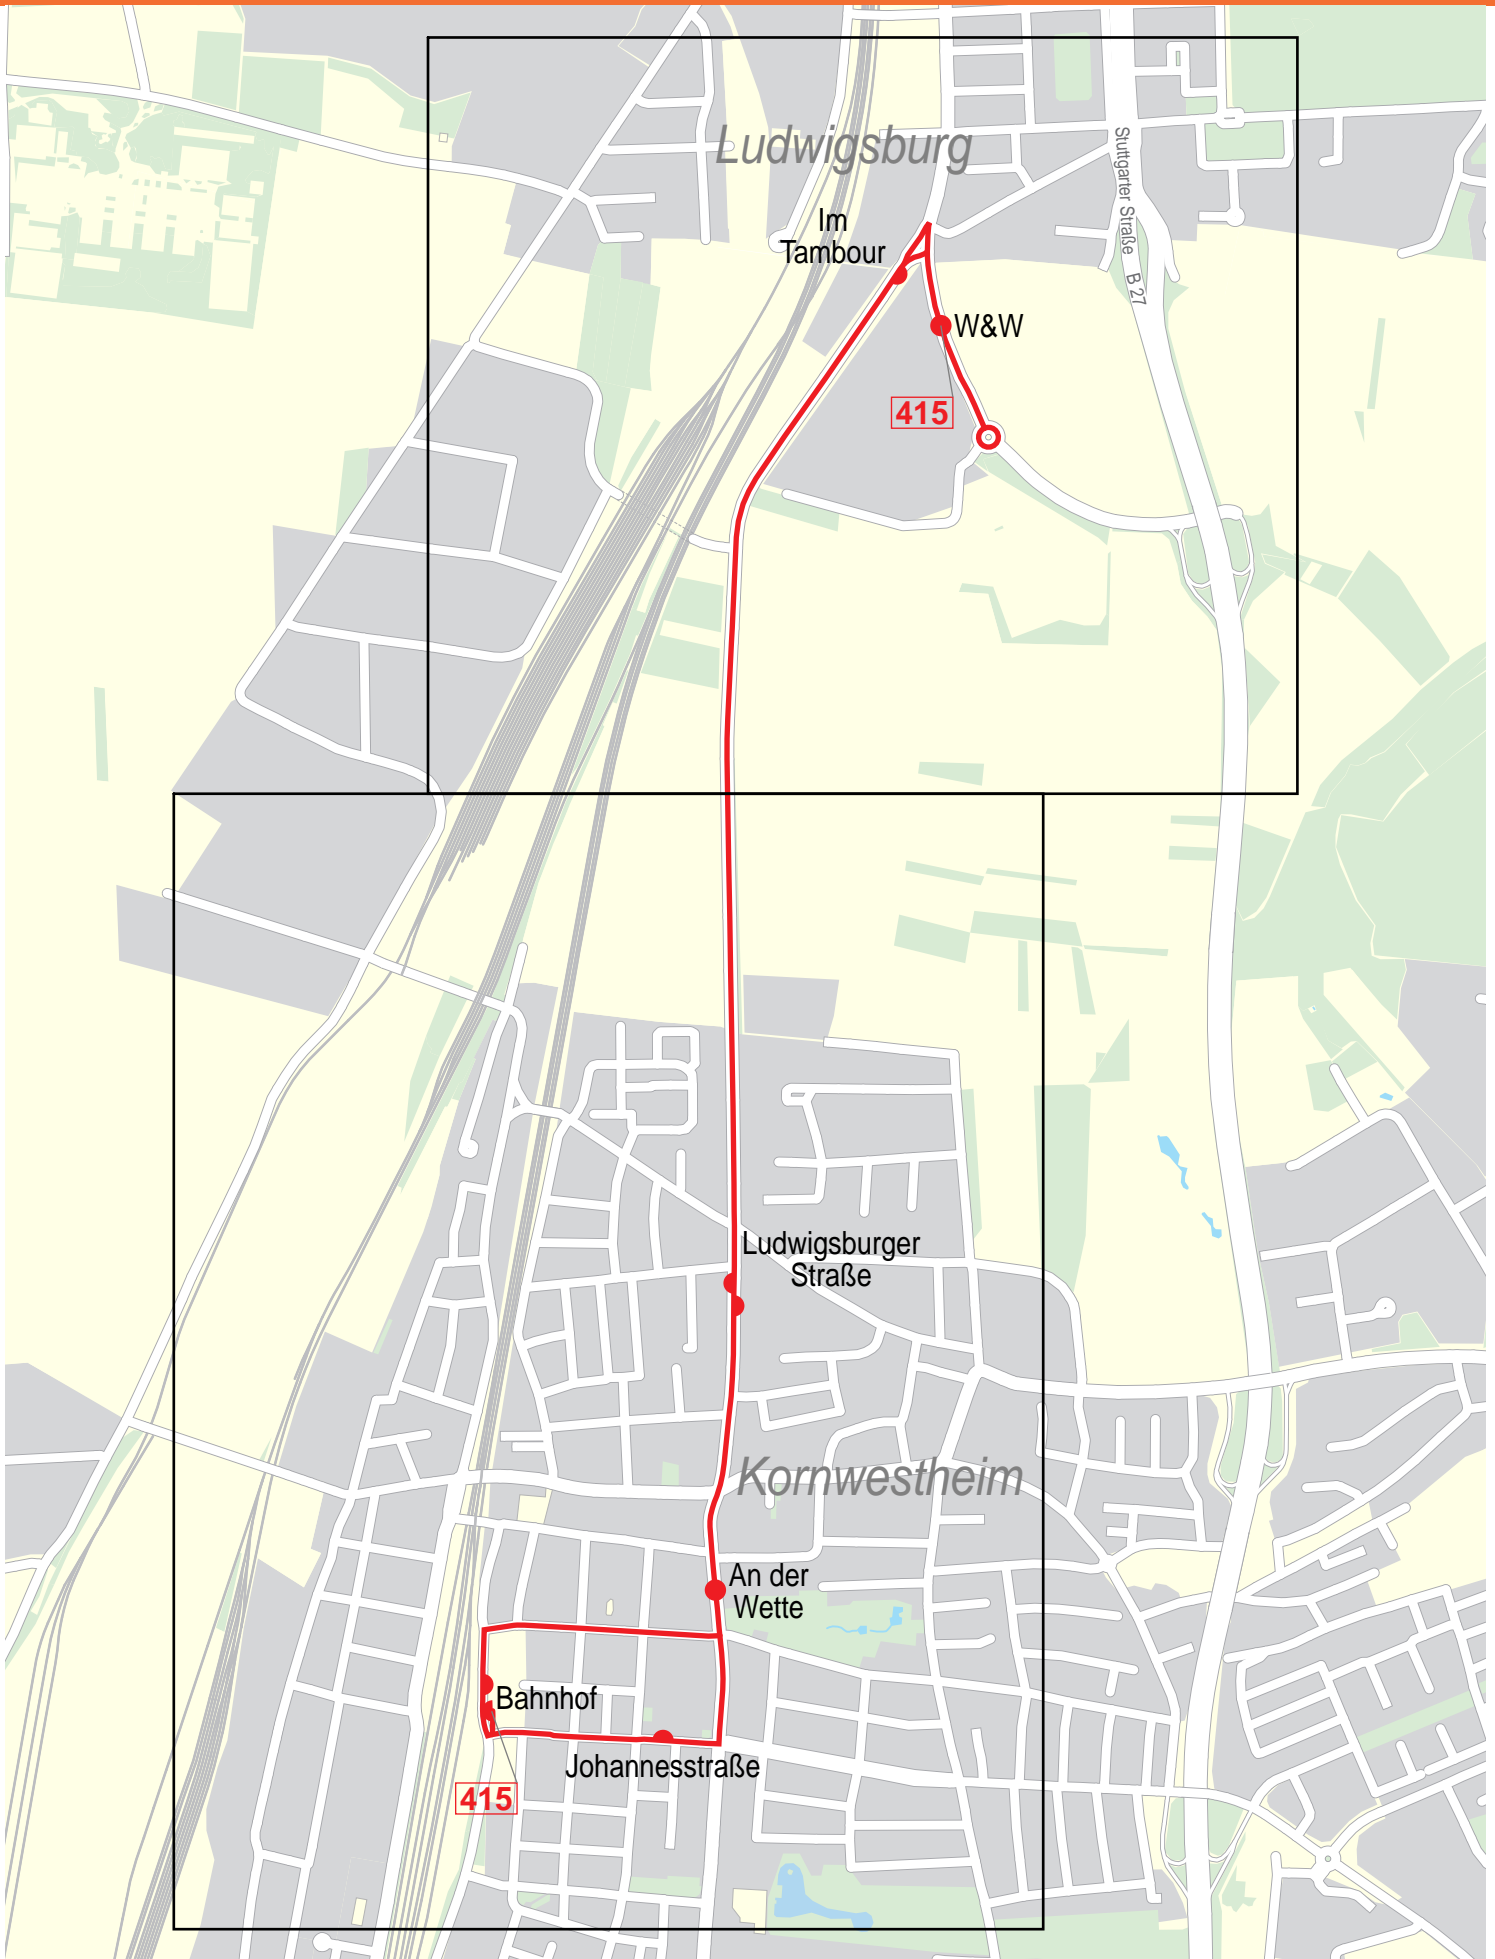 Ludwigsburg
Stuttgarter Straße B 27
Im
Tambour
W&W
415
Ludwigsburger
Straße
Kornwestheim
An der
Wette
Bahnhof
Johannesstraße
415